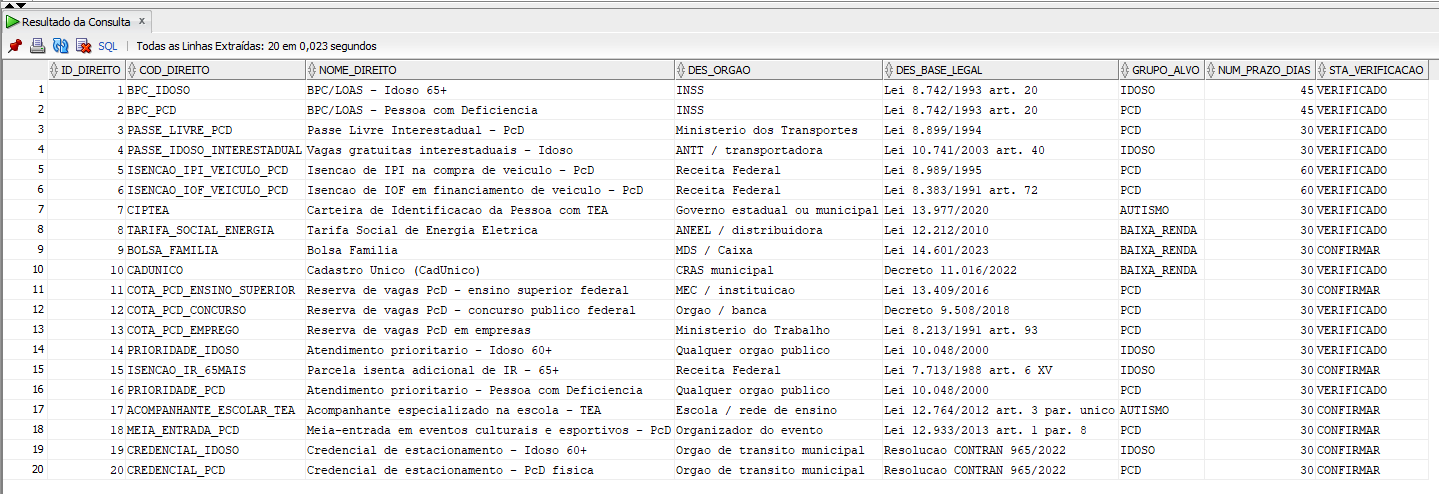 Resultado da Consulta x
SQL | Todas as Linhas Extraídas: 20 em 0,023 segundos
ID_DIREITO COD_DIREITO NOME_DIREITO DES_ORGAO DES_BASE_LEGAL GRUPO_ALVO NUM_PRAZO_DIAS STA_VERIFICACAO
1 1 BPC_IDOSO BPC/LOAS - Idoso 65+ INSS Lei 8.742/1993 art. 20 IDOSO 45 VERIFICADO
2 2 BPC_PCD BPC/LOAS - Pessoa com Deficiencia INSS Lei 8.742/1993 art. 20 PCD 45 VERIFICADO
3 3 PASSE_LIVRE_PCD Passe Livre Interestadual - PcD Ministerio dos Transportes Lei 8.899/1994 PCD 30 VERIFICADO
4 4 PASSE_IDOSO_INTERESTADUAL Vagas gratuitas interestaduais - Idoso ANTT / transportadora Lei 10.741/2003 art. 40 IDOSO 30 VERIFICADO
5 5 ISENCAO_IPI_VEICULO_PCD Isencao de IPI na compra de veiculo - PcD Receita Federal Lei 8.989/1995 PCD 60 VERIFICADO
6 6 ISENCAO_IOF_VEICULO_PCD Isencao de IOF em financiamento de veiculo - PcD Receita Federal Lei 8.383/1991 art. 72 PCD 60 VERIFICADO
7 7 CIPTEA Carteira de Identificacao da Pessoa com TEA Governo estadual ou municipal Lei 13.977/2020 AUTISMO 30 VERIFICADO
8 8 TARIFA_SOCIAL_ENERGIA Tarifa Social de Energia Eletrica ANEEL / distribuidora Lei 12.212/2010 BAIXA_RENDA 30 VERIFICADO
9 9 BOLSA_FAMILIA Bolsa Familia MDS / Caixa Lei 14.601/2023 BAIXA_RENDA 30 CONFIRMAR
10 10 CADUNICO Cadastro Unico (CadUnico) CRAS municipal Decreto 11.016/2022 BAIXA_RENDA 30 VERIFICADO
11 11 COTA_PCD_ENSINO_SUPERIOR Reserva de vagas PcD - ensino superior federal MEC / instituicao Lei 13.409/2016 PCD 30 CONFIRMAR
12 12 COTA_PCD_CONCURSO Reserva de vagas PcD - concurso publico federal Orgao / banca Decreto 9.508/2018 PCD 30 VERIFICADO
13 13 COTA_PCD_EMPREGO Reserva de vagas PcD em empresas Ministerio do Trabalho Lei 8.213/1991 art. 93 PCD 30 VERIFICADO
14 14 PRIORIDADE_IDOSO Atendimento prioritario - Idoso 60+ Qualquer orgao publico Lei 10.048/2000 IDOSO 30 VERIFICADO
15 15 ISENCAO_IR_65MAIS Parcela isenta adicional de IR - 65+ Receita Federal Lei 7.713/1988 art. 6 XV IDOSO 30 CONFIRMAR
16 16 PRIORIDADE_PCD Atendimento prioritario - Pessoa com Deficiencia Qualquer orgao publico Lei 10.048/2000 PCD 30 VERIFICADO
17 17 ACOMPANHANTE_ESCOLAR_TEA Acompanhante especializado na escola - TEA Escola / rede de ensino Lei 12.764/2012 art. 3 par. unico AUTISMO 30 CONFIRMAR
18 18 MEIA_ENTRADA_PCD Meia-entrada em eventos culturais e esportivos - PcD Organizador do evento Lei 12.933/2013 art. 1 par. 8 PCD 30 CONFIRMAR
19 19 CREDENCIAL_IDOSO Credencial de estacionamento - Idoso 60+ Orgao de transito municipal Resolucao CONTRAN 965/2022 IDOSO 30 CONFIRMAR
20 20 CREDENCIAL_PCD Credencial de estacionamento - PcD fisica Orgao de transito municipal Resolucao CONTRAN 965/2022 PCD 30 CONFIRMAR